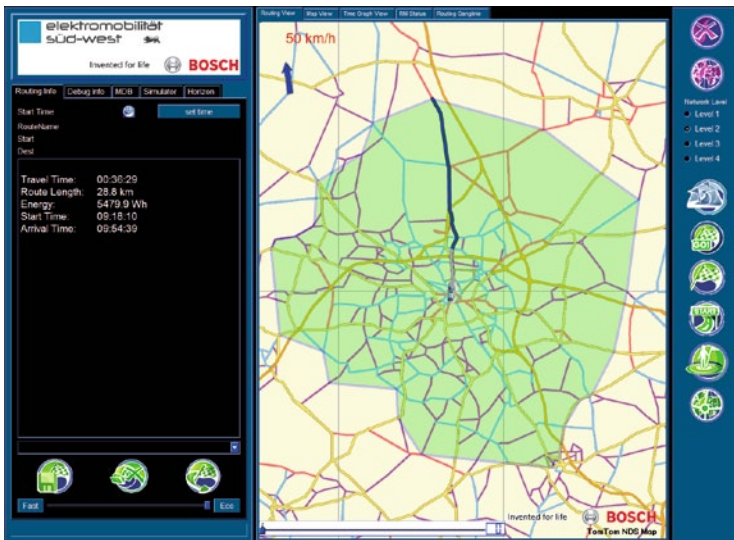 elektromobilität
süd-west
Invented for life BOSCH
Routing Info Debug Info MDB Simulator Horizon
Start Time set time
RouteName
Start
Dest
Travel Time: 00:36:29
Route Length: 28.8 km
Energy: 5479.9 Wh
Start Time: 09:18:10
Arrival Time: 09:54:39
Fast Eco
Routing View Map View Time Graph View RM Status Routing Dangline
50 km/h
Invented for life BOSCH
TomTom NDS Map
Network Level
Level 1
Level 2
Level 3
Level 4
GO!
START